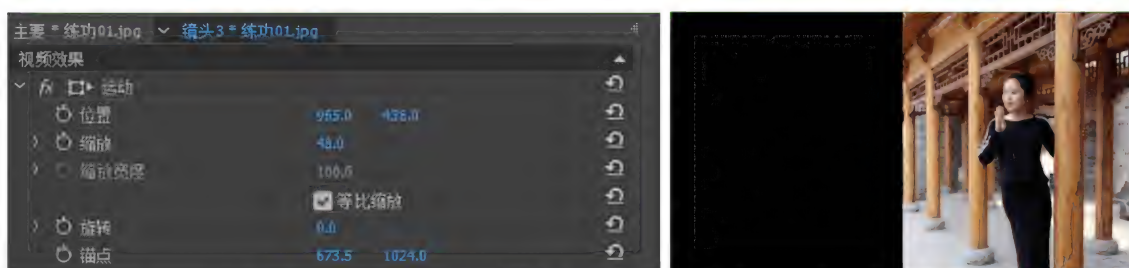 主要 * 练功01.jpg ⌄ 镜头3 * 练功01.jpg
视频效果
fx 运动
位置 965.0 438.0
缩放 48.0
缩放宽度 100.0
等比缩放
旋转 0.0
锚点 673.5 1024.0